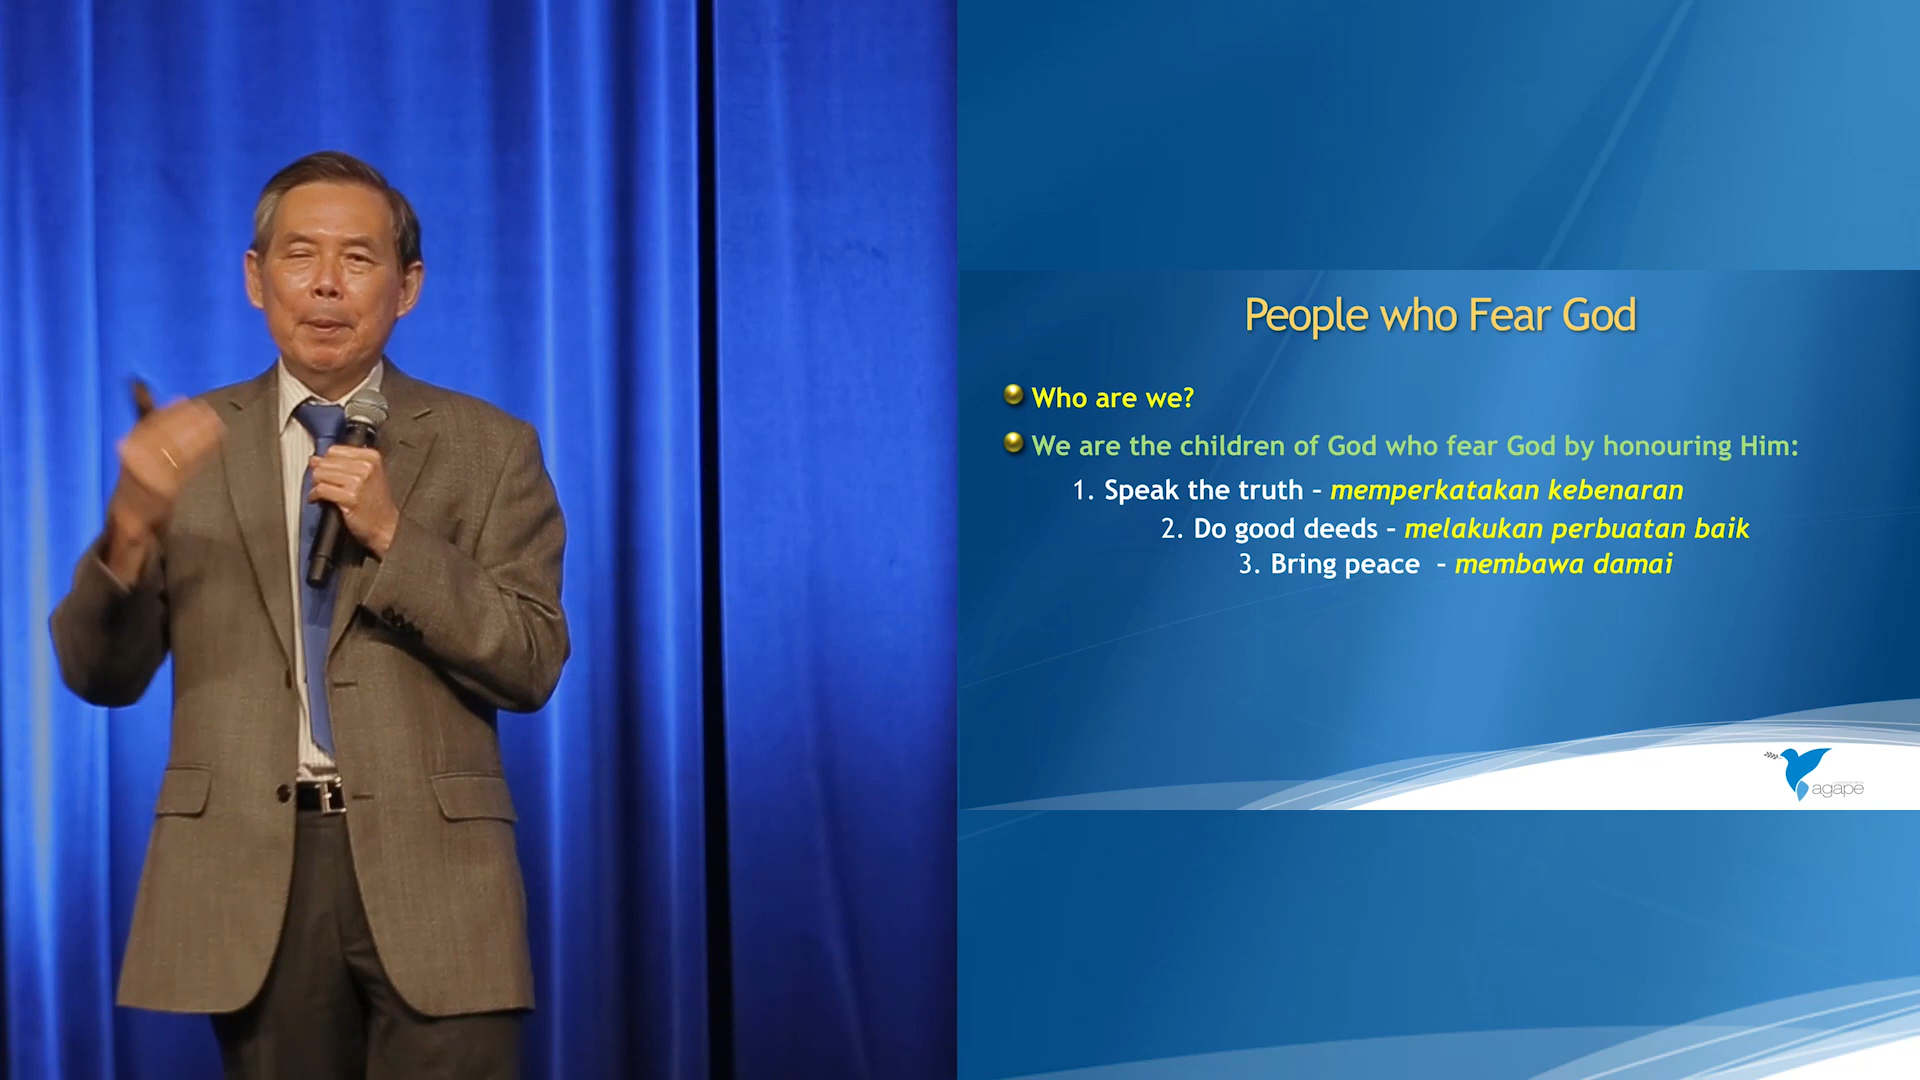 People who Fear God
Who are we?
We are the children of God who fear God by honouring Him:
1. Speak the truth – memperkatakan kebenaran
2. Do good deeds – melakukan perbuatan baik
3. Bring peace – membawa damai
agape